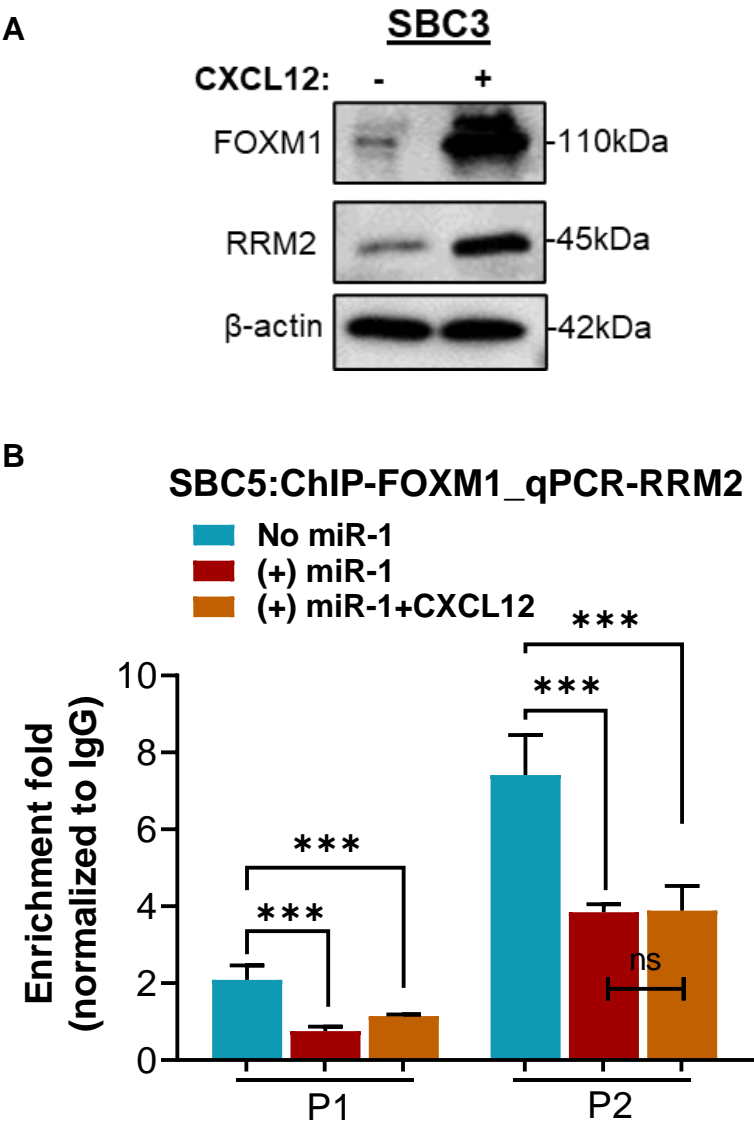 A
SBC3
CXCL12: - +
FOXM1 -110kDa
RRM2 -45kDa
β-actin -42kDa
B
SBC5:ChIP-FOXM1_qPCR-RRM2
No miR-1
(+) miR-1
(+) miR-1+CXCL12
Enrichment fold
(normalized to IgG)
10
8
6
4
2
0
***
***
***
***
ns
P1 P2